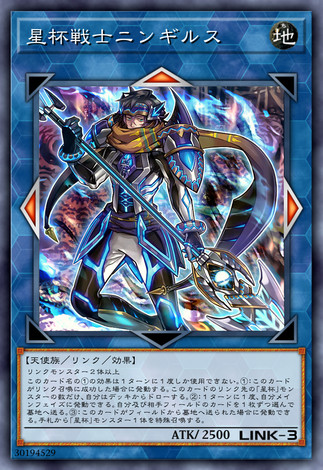 星杯戦士ニンギルス
地
【天使族／リンク／効果】
リンクモンスター２体以上
このカード名の①の効果は１ターンに１度しか使用できない。①：このカード
がリンク召喚に成功した場合に発動する。このカードのリンク先の「星杯」モンス
ターの数だけ、自分はデッキからドローする。②：１ターンに１度、自分メイ
ンフェイズに発動できる。自分及び相手フィールドのカードを１枚ずつ選んで
墓地へ送る。③：このカードがフィールドから墓地へ送られた場合に発動でき
る。手札から「星杯」モンスター１体を特殊召喚する。
ATK/2500 LINK-3
30194529